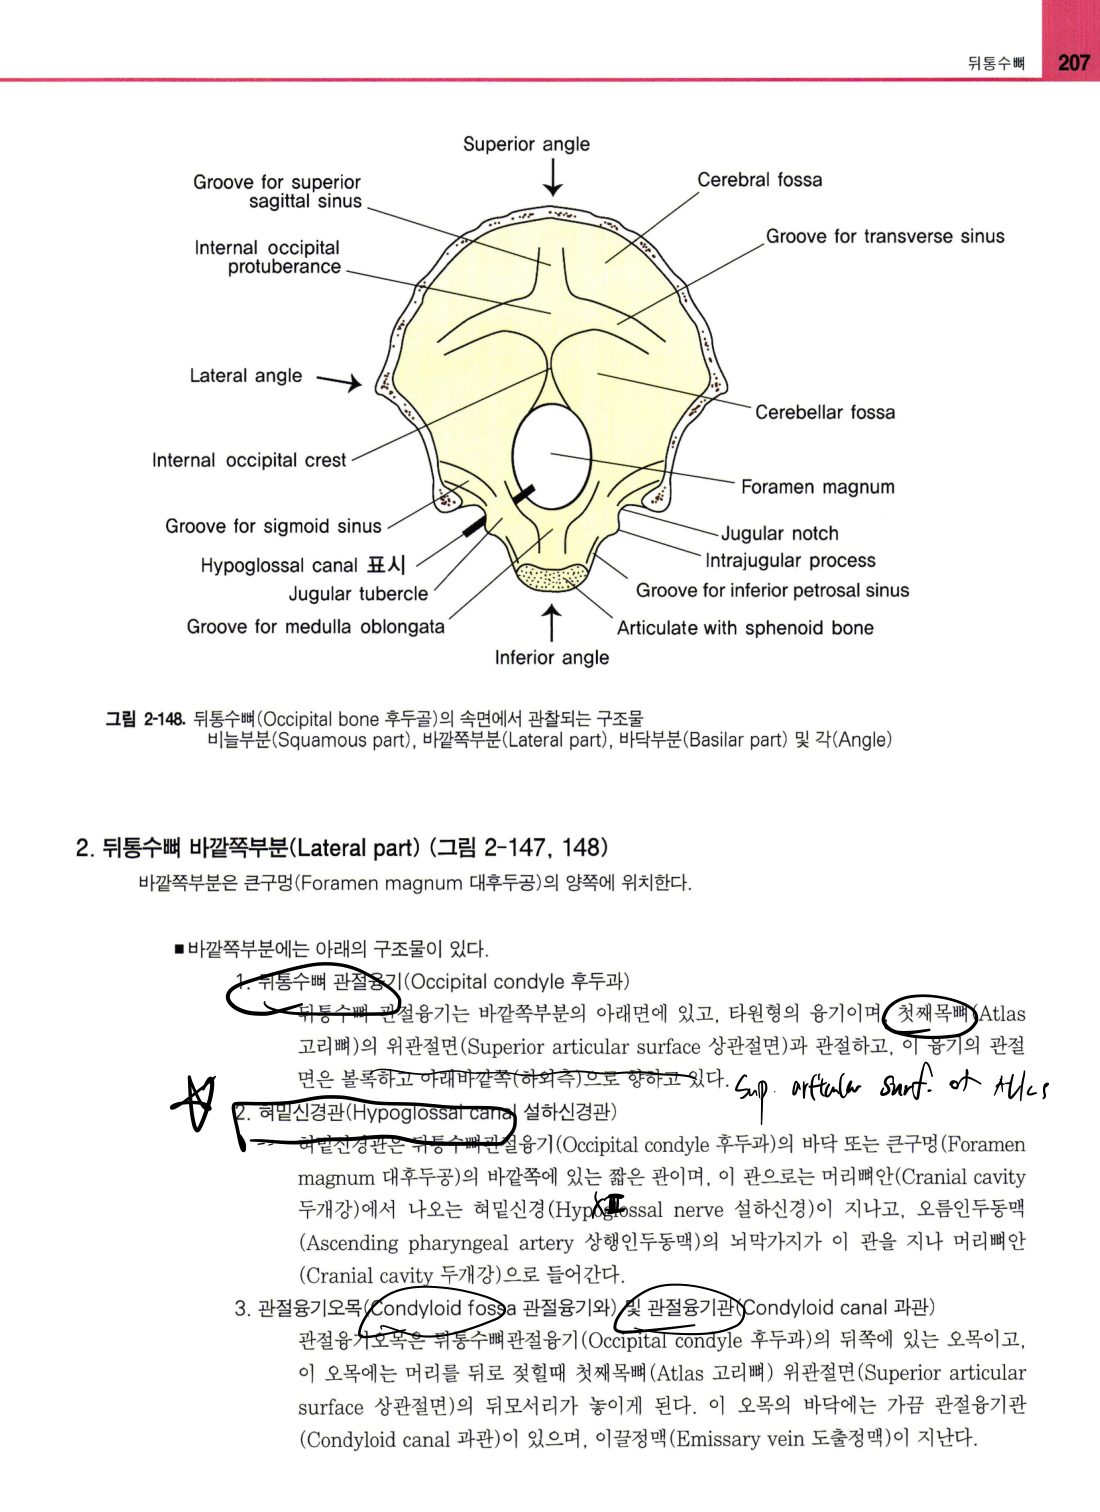 뒤통수뼈 207
Superior angle
Groove for superior
sagittal sinus
Cerebral fossa
Internal occipital
protuberance
Groove for transverse sinus
Lateral angle
Cerebellar fossa
Internal occipital crest
Foramen magnum
Groove for sigmoid sinus
Jugular notch
Hypoglossal canal 표시
Intrajugular process
Jugular tubercle
Groove for inferior petrosal sinus
Groove for medulla oblongata
Articulate with sphenoid bone
Inferior angle
그림 2-148. 뒤통수뼈(Occipital bone 후두골)의 속면에서 관찰되는 구조물
비늘부분(Squamous part), 바깥쪽부분(Lateral part), 바닥부분(Basilar part) 및 각(Angle)
2. 뒤통수뼈 바깥쪽부분(Lateral part) (그림 2-147, 148)
바깥쪽부분은 큰구멍(Foramen magnum 대후두공)의 양쪽에 위치한다.
■ 바깥쪽부분에는 아래의 구조물이 있다.
1. 뒤통수뼈 관절융기(Occipital condyle 후두과)
뒤통수뼈 관절융기는 바깥쪽부분의 아래면에 있고, 타원형의 융기이며, 첫째목뼈(Atlas
고리뼈)의 위관절면(Superior articular surface 상관절면)과 관절하고, 이 융기의 관절
면은 볼록하고 아래바깥쪽(하외측)으로 향하고 있다. Sup. articular surf. of Atlas
2. 혀밑신경관(Hypoglossal canal 설하신경관)
혀밑신경관은 뒤통수뼈관절융기(Occipital condyle 후두과)의 바닥 또는 큰구멍(Foramen
magnum 대후두공)의 바깥쪽에 있는 짧은 관이며, 이 관으로는 머리뼈안(Cranial cavity
두개강)에서 나오는 혀밑신경(Hypoglossal nerve 설하신경)이 지나고, 오름인두동맥
XII
(Ascending pharyngeal artery 상행인두동맥)의 뇌막가지가 이 관을 지나 머리뼈안
(Cranial cavity 두개강)으로 들어간다.
3. 관절융기오목(Condyloid fossa 관절융기와) 및 관절융기관(Condyloid canal 과관)
관절융기오목은 뒤통수뼈관절융기(Occipital condyle 후두과)의 뒤쪽에 있는 오목이고,
이 오목에는 머리를 뒤로 젖힐때 첫째목뼈(Atlas 고리뼈) 위관절면(Superior articular
surface 상관절면)의 뒤모서리가 놓이게 된다. 이 오목의 바닥에는 가끔 관절융기관
(Condyloid canal 과관)이 있으며, 이끌정맥(Emissary vein 도출정맥)이 지난다.